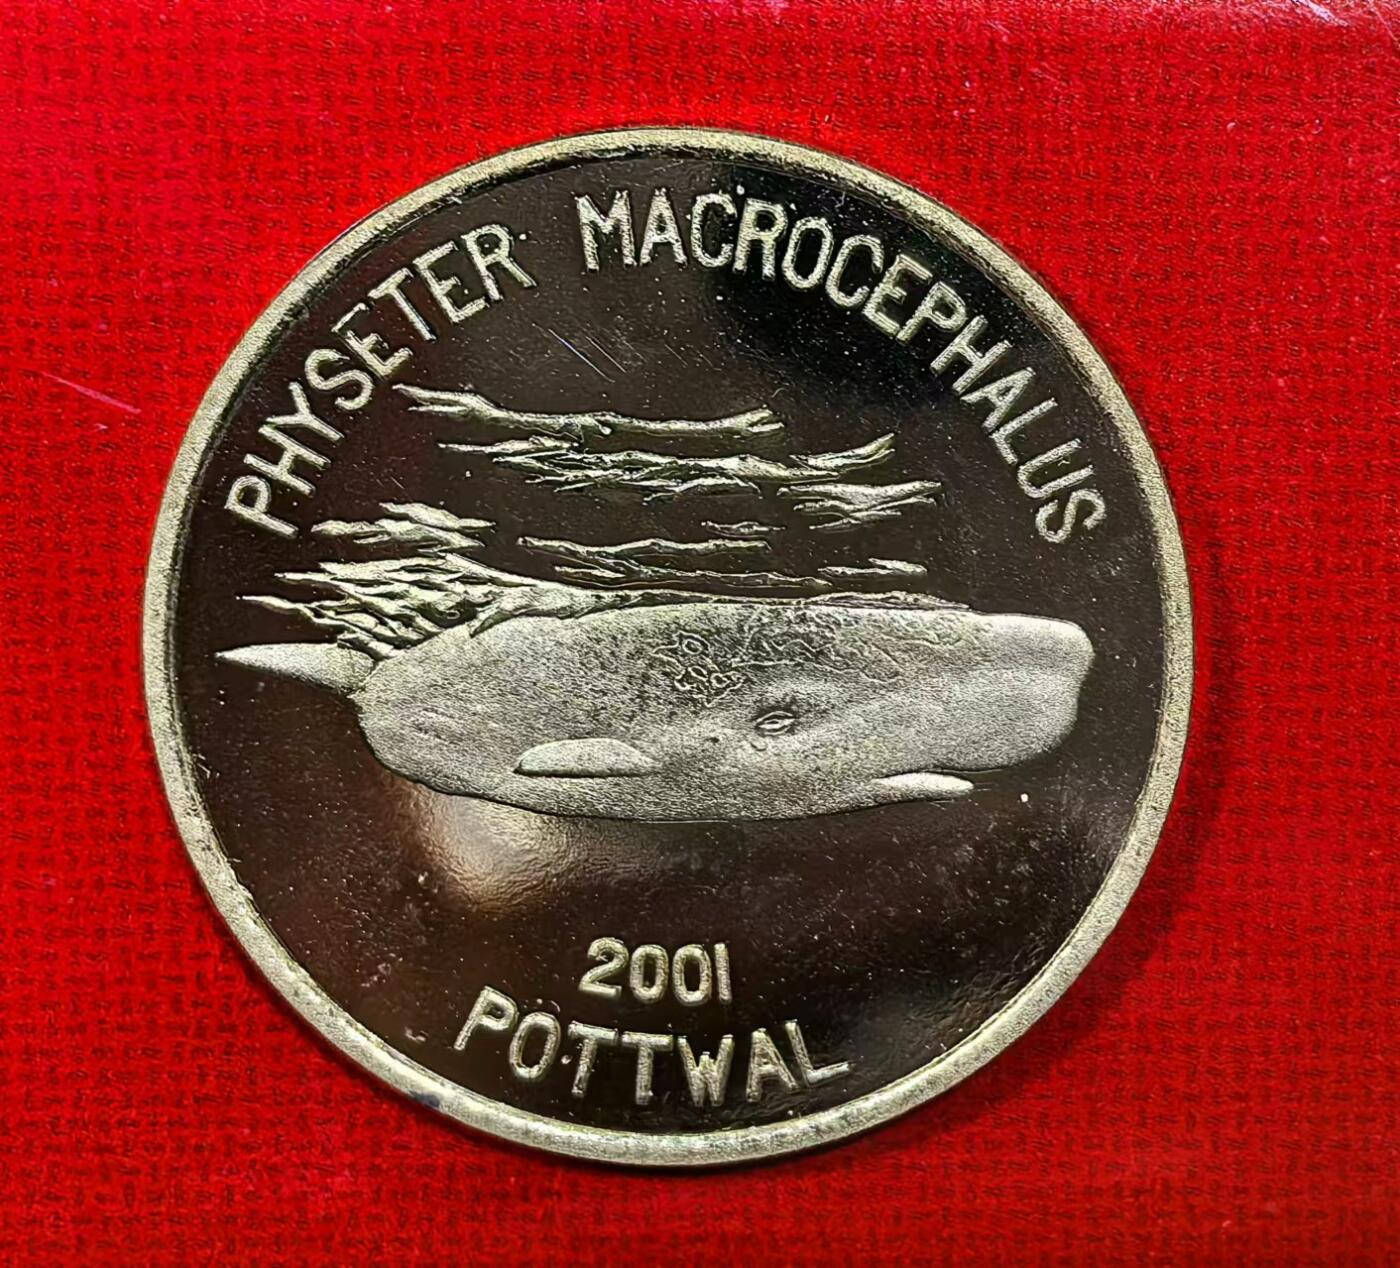 PHYSETER MACROCEPHALUS
2001
POTTWAL